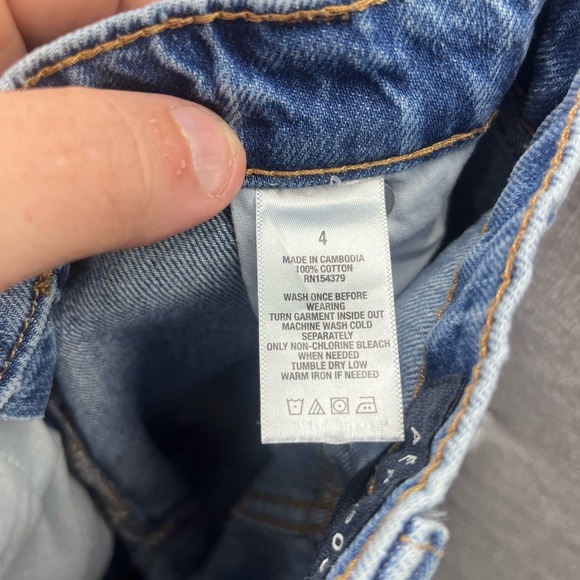 4
MADE IN CAMBODIA
100% COTTON
RN154379
WASH ONCE BEFORE
WEARING
TURN GARMENT INSIDE OUT
MACHINE WASH COLD
SEPARATELY
ONLY NON-CHLORINE BLEACH
WHEN NEEDED
TUMBLE DRY LOW
WARM IRON IF NEEDED